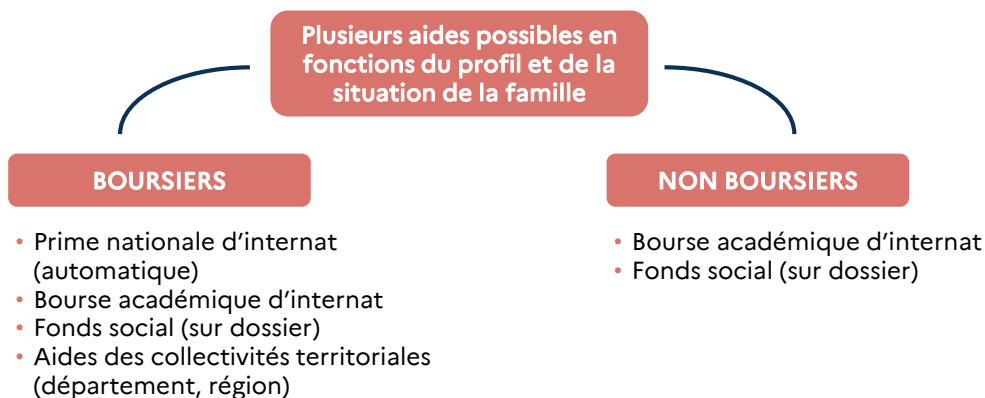 Plusieurs aides possibles en
fonctions du profil et de la
situation de la famille
BOURSIERS
• Prime nationale d'internat
(automatique)
• Bourse académique d'internat
• Fonds social (sur dossier)
• Aides des collectivités territoriales
(département, région)
NON BOURSIERS
• Bourse académique d'internat
• Fonds social (sur dossier)